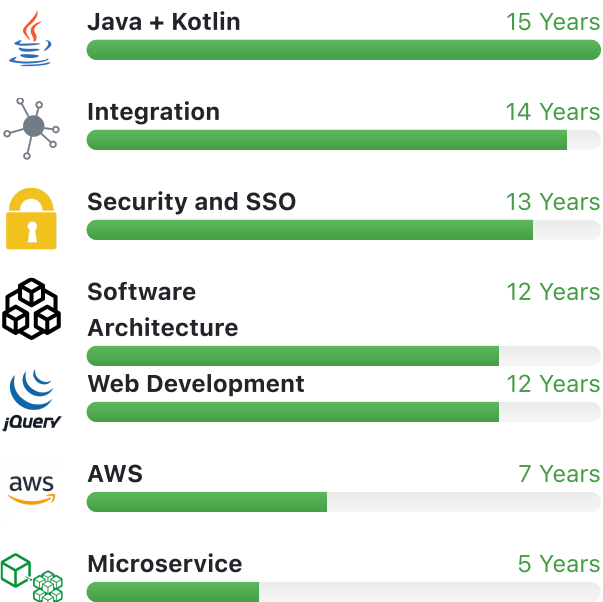 Java + Kotlin 15 Years
Integration 14 Years
Security and SSO 13 Years
Software 12 Years
Architecture
jQuery Web Development 12 Years
aws AWS 7 Years
Microservice 5 Years